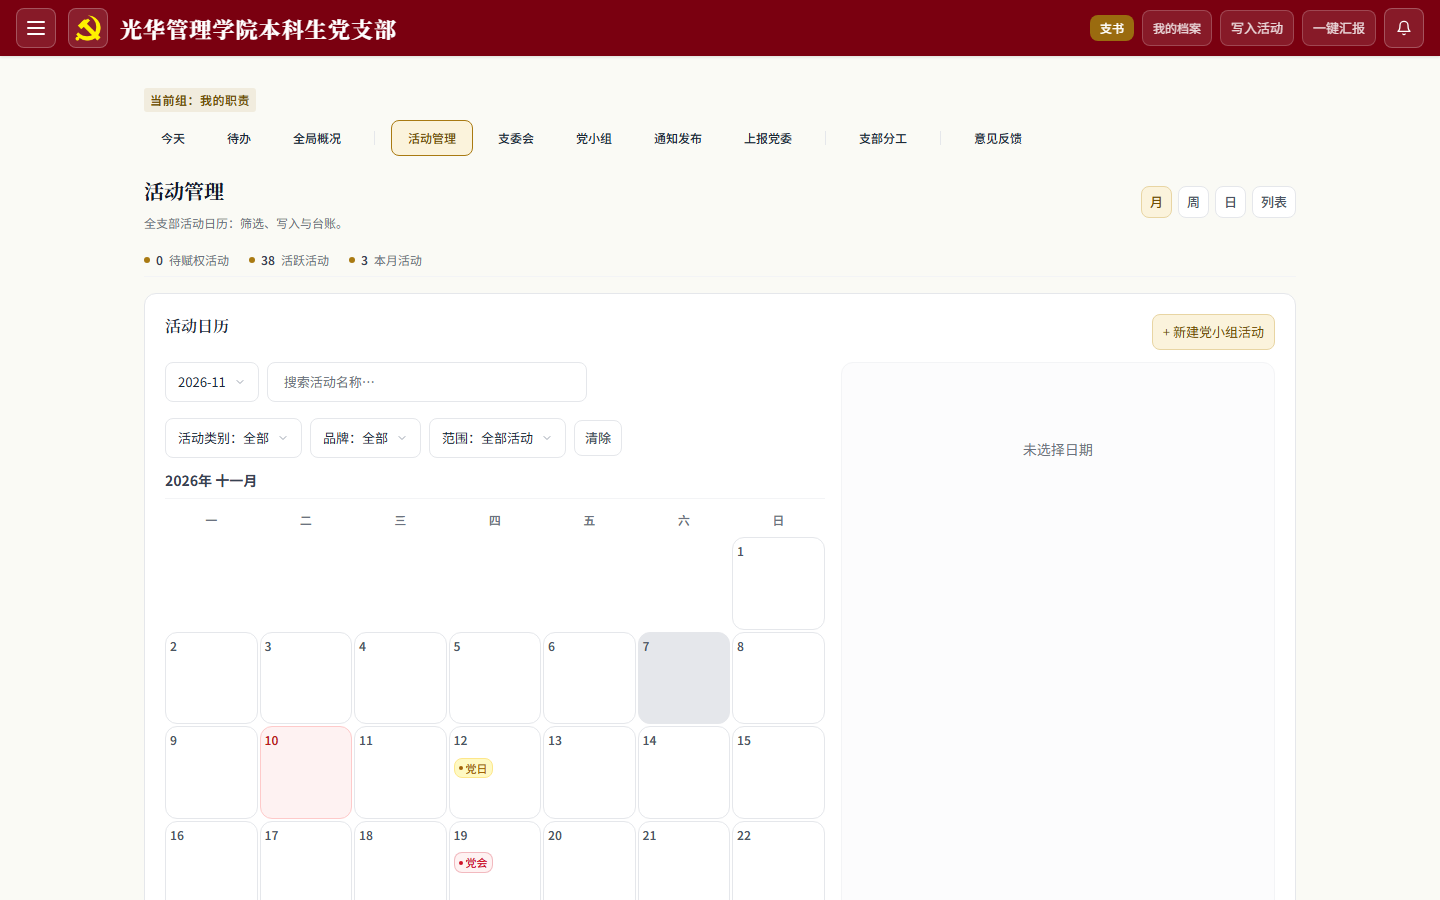 光华管理学院本科生党支部
支书 我的档案 写入活动 一键汇报
当前组：我的职责
今天 待办 全局概况 活动管理 支委会 党小组 通知发布 上报党委 支部分工 意见反馈
活动管理
月 周 日 列表
全支部活动日历：筛选、写入与台账。
0 待赋权活动 38 活跃活动 3 本月活动
活动日历
+ 新建党小组活动
2026-11 搜索活动名称…
未选择日期
活动类别：全部 品牌：全部 范围：全部活动 清除
2026年 十一月
一 二 三 四 五 六 日
1
2 3 4 5 6 7 8
9 10 11 12 13 14 15
党日
16 17 18 19 20 21 22
党会